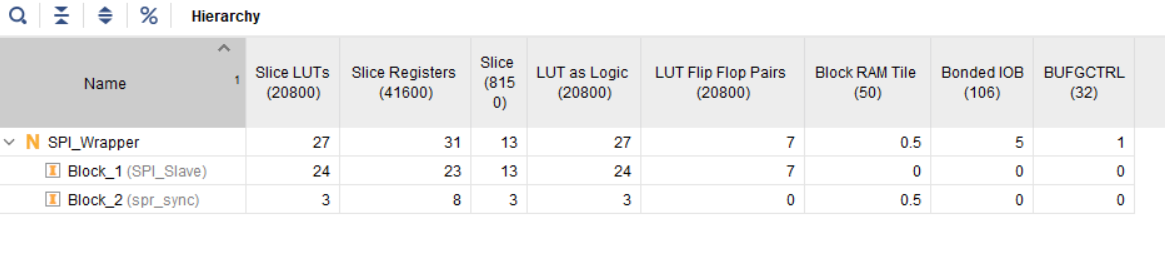 Hierarchy
Name 1 Slice LUTs (20800) Slice Registers (41600) Slice (8150) LUT as Logic (20800) LUT Flip Flop Pairs (20800) Block RAM Tile (50) Bonded IOB (106) BUFGCTRL (32)
N SPI_Wrapper 27 31 13 27 7 0.5 5 1
I Block_1 (SPI_Slave) 24 23 13 24 7 0 0 0
I Block_2 (spr_sync) 3 8 3 3 0 0.5 0 0